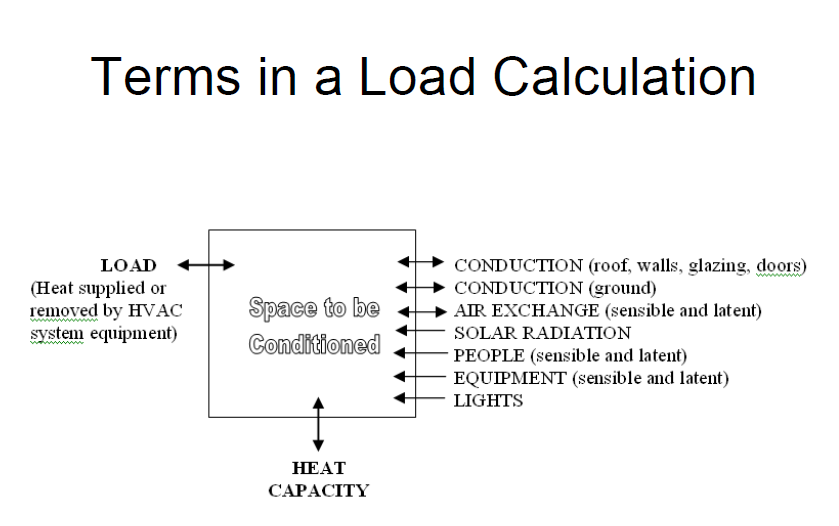 Terms in a Load Calculation
LOAD
(Heat supplied or
removed by HVAC
system equipment)
Space to be
Conditioned
CONDUCTION (roof, walls, glazing, doors)
CONDUCTION (ground)
AIR EXCHANGE (sensible and latent)
SOLAR RADIATION
PEOPLE (sensible and latent)
EQUIPMENT (sensible and latent)
LIGHTS
HEAT
CAPACITY